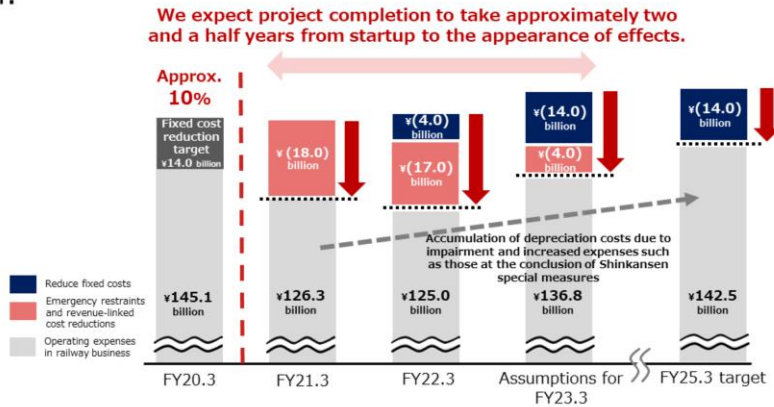 We expect project completion to take approximately two
and a half years from startup to the appearance of effects.
Approx.
10%
Fixed cost
reduction
target
¥14.0 billion
¥ (18.0)
billion
¥(4.0)
billion
¥(17.0)
billion
¥(14.0)
billion
¥(4.0)
billion
¥(14.0)
billion
Accumulation of depreciation costs due to
impairment and increased expenses such
as those at the conclusion of Shinkansen
special measures
Reduce fixed costs
Emergency restraints
and revenue-linked
cost reductions
Operating expenses
in railway business
¥145.1
billion
¥126.3
billion
¥125.0
billion
¥136.8
billion
¥142.5
billion
FY20.3
FY21.3
FY22.3
Assumptions for
FY23.3
FY25.3 target